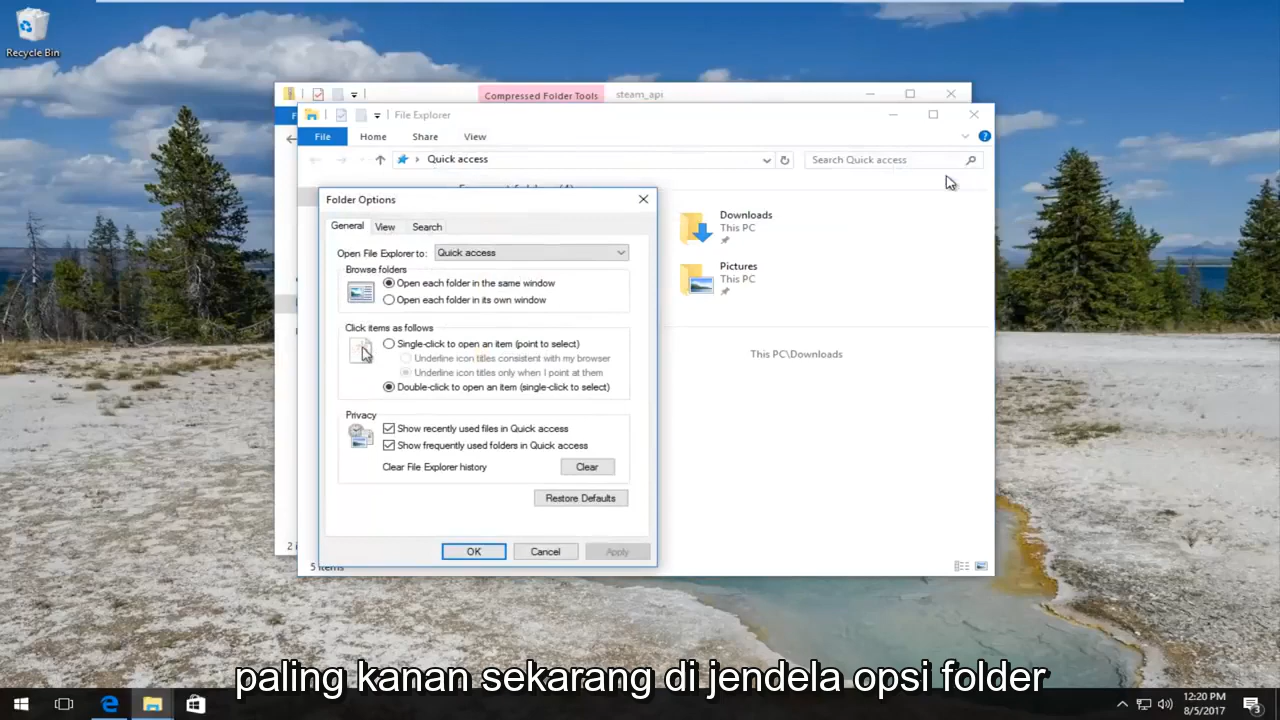 Recycle Bin
Compressed Folder Tools
steam_api
File Explorer
File
Home
Share
View
Quick access
Search Quick access
Folder Options
General
View
Search
Open File Explorer to:
Quick access
Browse folders
Open each folder in the same window
Open each folder in its own window
Click items as follows
Single-click to open an item (point to select)
Underline icon titles consistent with my browser
Underline icon titles only when I point at them
Double-click to open an item (single-click to select)
Privacy
Show recently used files in Quick access
Show frequently used folders in Quick access
Clear File Explorer history
Clear
Restore Defaults
OK
Cancel
Apply
Downloads
This PC
Pictures
This PC
This PC\Downloads
5 items
paling kanan sekarang di jendela opsi folder
12:20 PM
8/5/2017
3